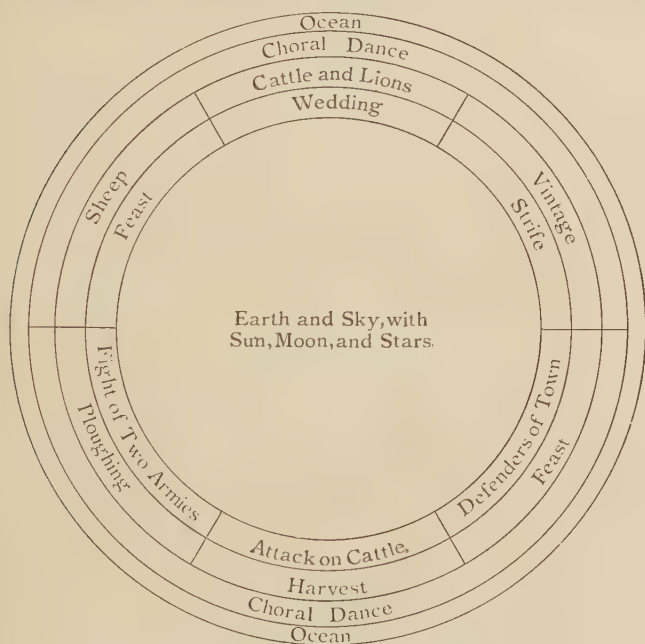 Ocean
Choral Dance
Cattle and Lions
Wedding
Sheep
Feast
Vintage
Strife
Earth and Sky, with
Sun, Moon, and Stars.
Fight of Two Armies
Ploughing
Defenders of Town
Feast
Attack on Cattle.
Harvest
Choral Dance
Ocean